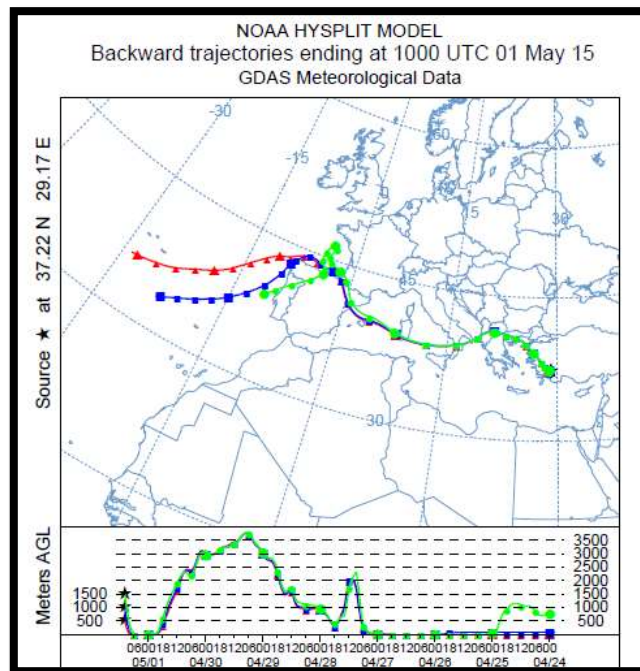 NOAA HYSPLIT MODEL
Backward trajectories ending at 1000 UTC 01 May 15
GDAS Meteorological Data
Source ★ at 37.22 N 29.17 E
-30
-15
0
15
30
60
45
30
Meters AGL
1500
1000
500
3500
3000
2500
2000
1500
1000
500
06 00 18 12 06 00 18 12 06 00 18 12 06 00 18 12 06 00 18 12 06 00 18 12 06 00 18 12 06 00
05/01 04/30 04/29 04/28 04/27 04/26 04/25 04/24